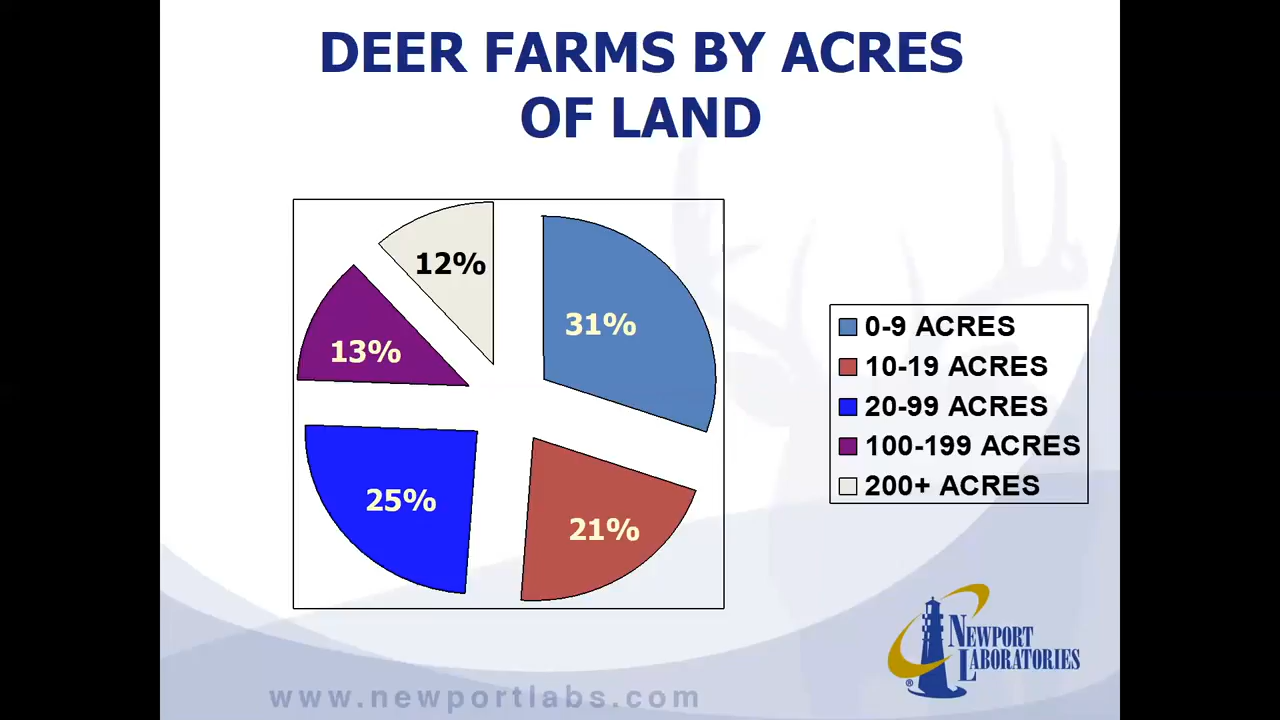 DEER FARMS BY ACRES
OF LAND
12%
31%
13%
25%
21%
0-9 ACRES
10-19 ACRES
20-99 ACRES
100-199 ACRES
200+ ACRES
NEWPORT
LABORATORIES
®
www.newportlabs.com